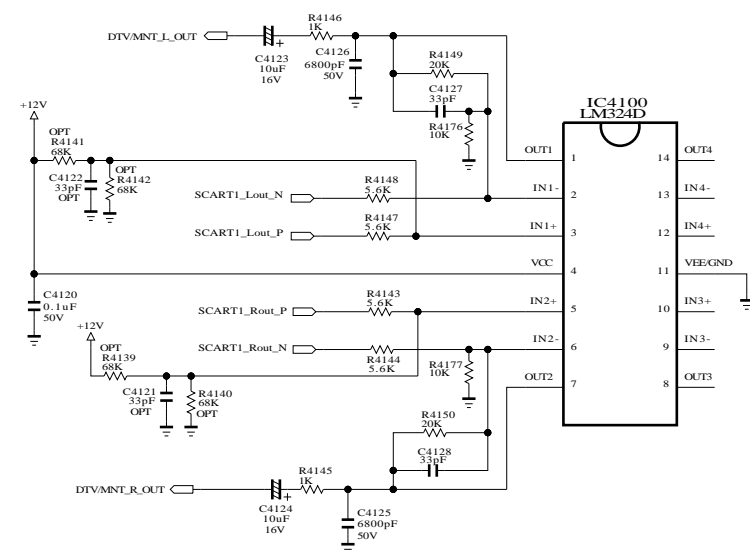 DTV/MNT_L_OUT
C4123
10uF
16V
R4146
1K
C4126
6800pF
50V
R4149
20K
C4127
33pF
R4176
10K
+12V
OPT
R4141
68K
C4122
33pF
OPT
R4142
68K
SCART1_Lout_N
R4148
5.6K
SCART1_Lout_P
R4147
5.6K
C4120
0.1uF
50V
SCART1_Rout_P
R4143
5.6K
SCART1_Rout_N
R4144
5.6K
R4177
10K
+12V
OPT
R4139
68K
C4121
33pF
OPT
R4140
68K
OPT
R4150
20K
C4128
33pF
DTV/MNT_R_OUT
C4124
10uF
16V
R4145
1K
C4125
6800pF
50V
IC4100
LM324D
OUT1 1 14 OUT4
IN1- 2 13 IN4-
IN1+ 3 12 IN4+
VCC 4 11 VEE/GND
IN2+ 5 10 IN3+
IN2- 6 9 IN3-
OUT2 7 8 OUT3